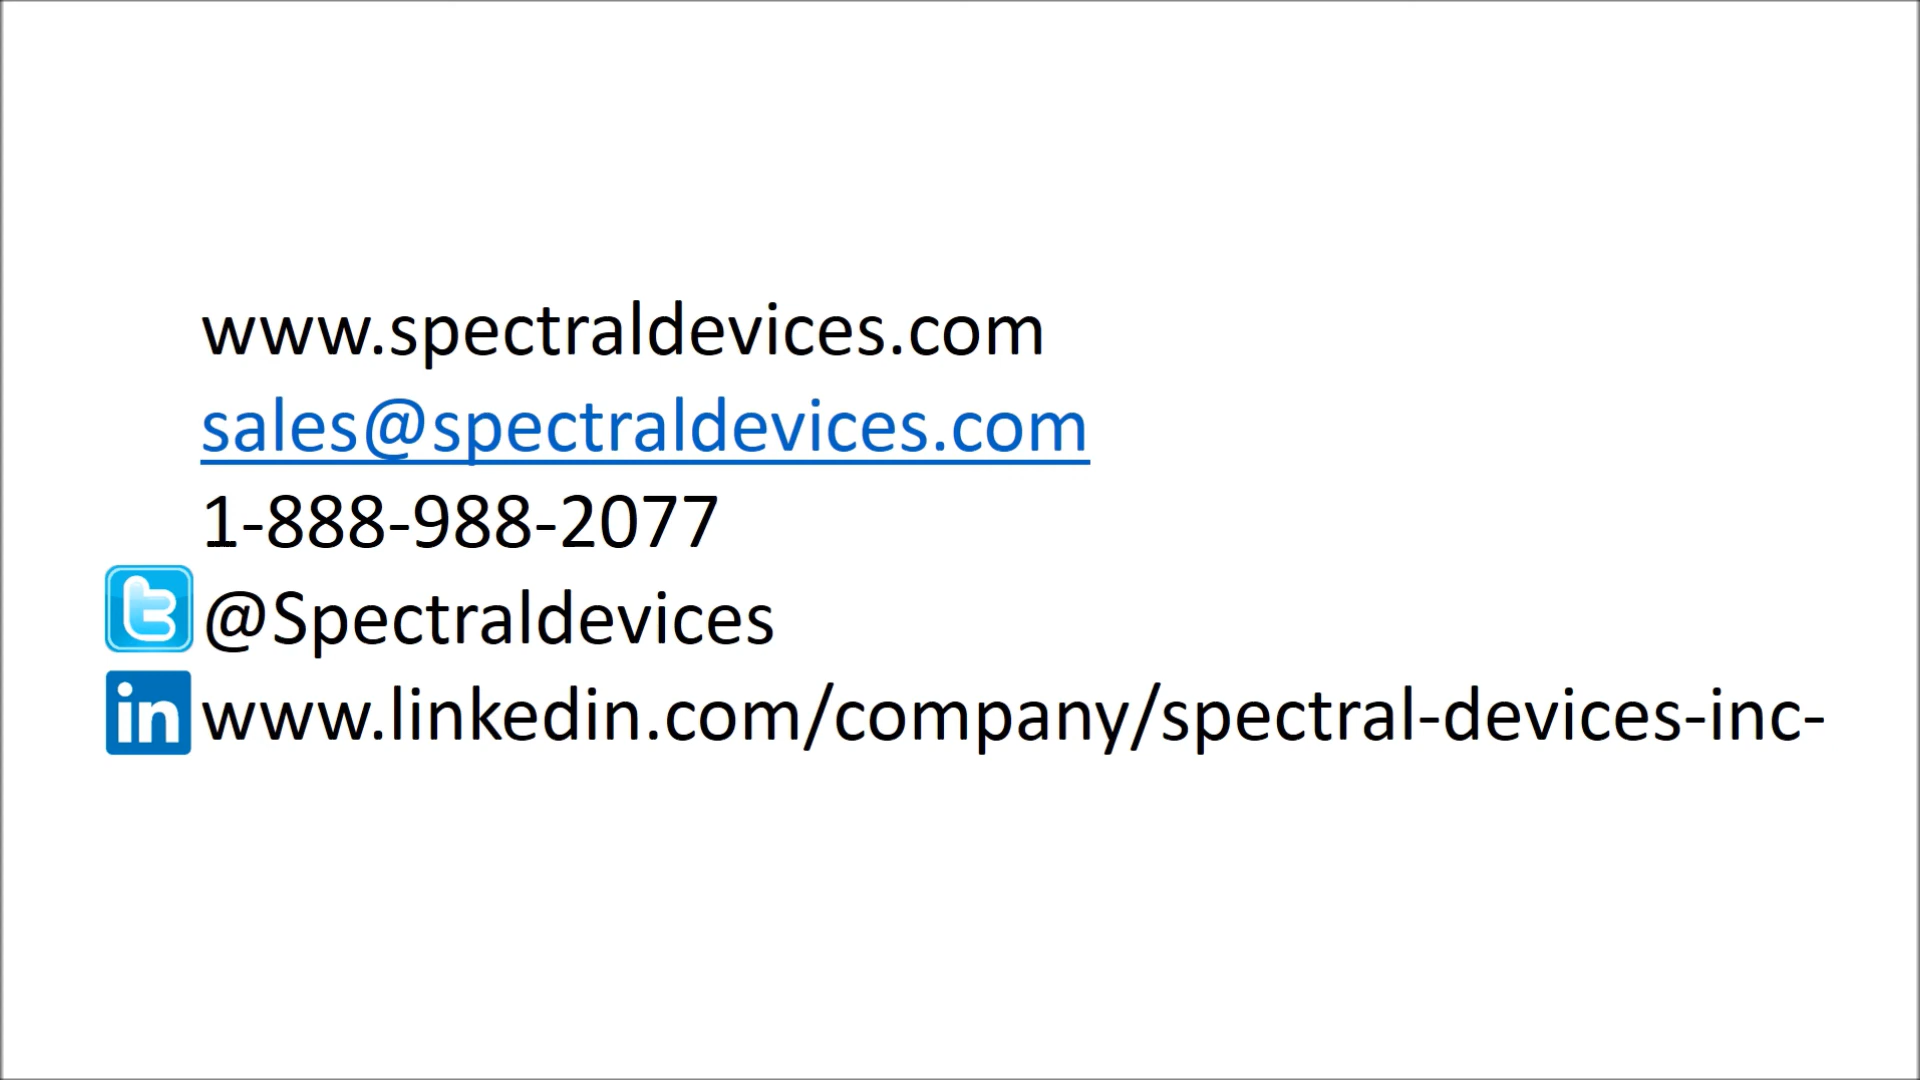 www.spectraldevices.com
sales@spectraldevices.com
1-888-988-2077
@Spectraldevices
in www.linkedin.com/company/spectral-devices-inc-